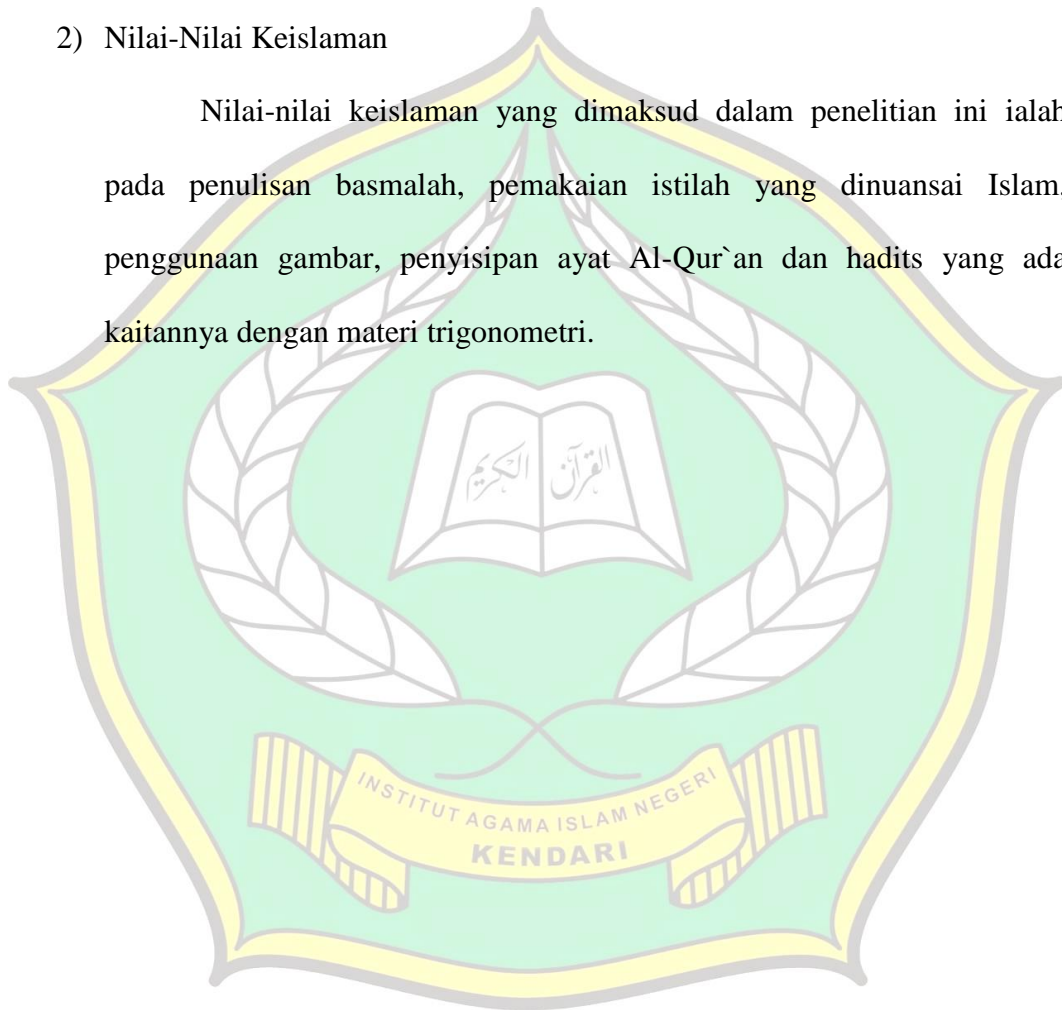 2) Nilai-Nilai Keislaman
Nilai-nilai keislaman yang dimaksud dalam penelitian ini ialah
pada penulisan basmalah, pemakaian istilah yang dinuansai Islam,
penggunaan gambar, penyisipan ayat Al-Qur`an dan hadits yang ada
kaitannya dengan materi trigonometri.
القرآن الكريم
INSTITUT AGAMA ISLAM NEGERI
KENDARI